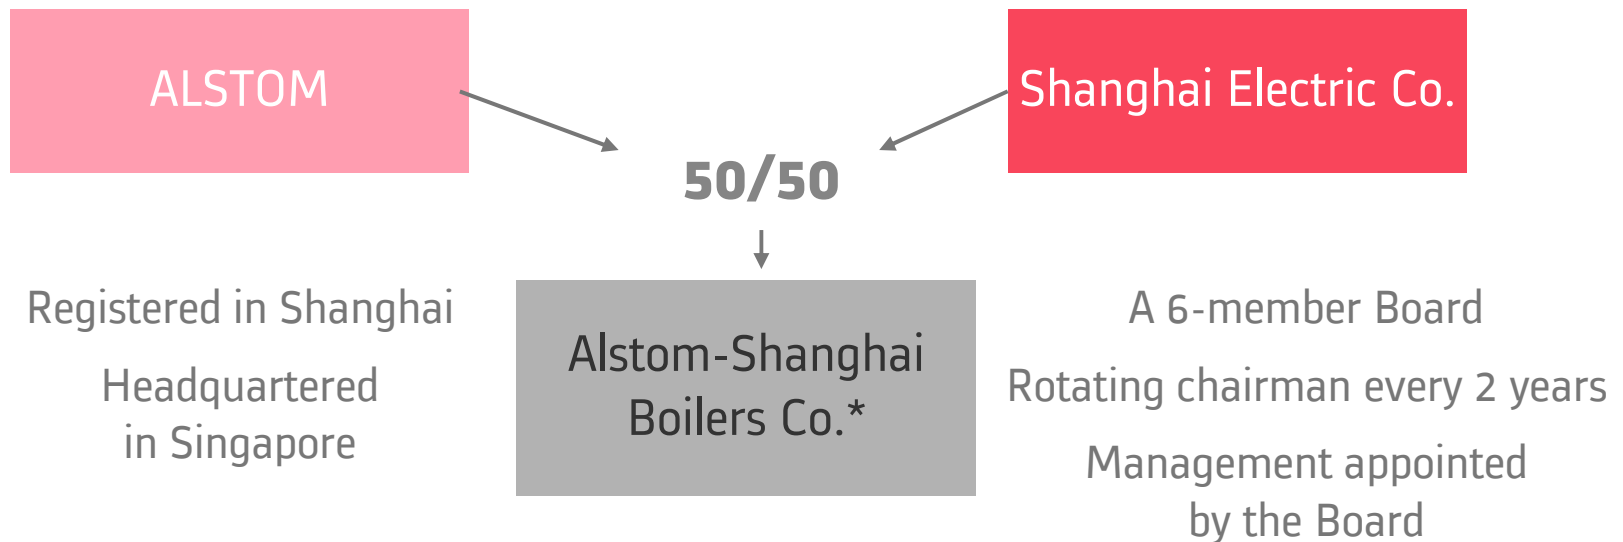 ALSTOM
Shanghai Electric Co.
50/50
Registered in Shanghai
Headquartered
in Singapore
Alstom-Shanghai
Boilers Co.*
A 6-member Board
Rotating chairman every 2 years
Management appointed
by the Board